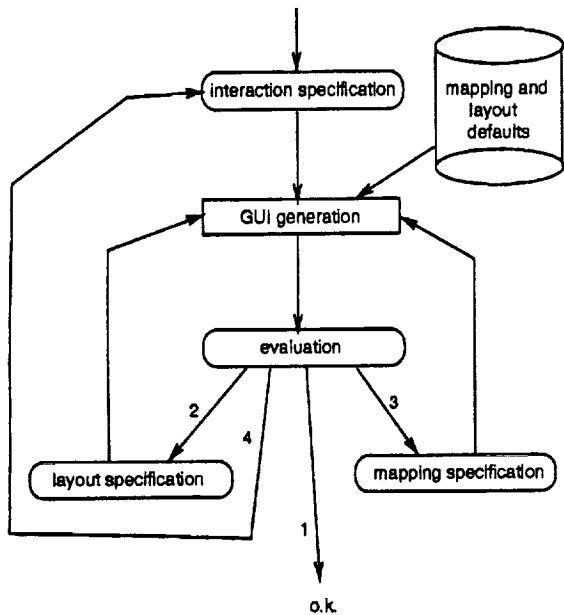 interaction specification
mapping and
layout
defaults
GUI generation
evaluation
2
4
3
layout specification
mapping specification
1
o.k.